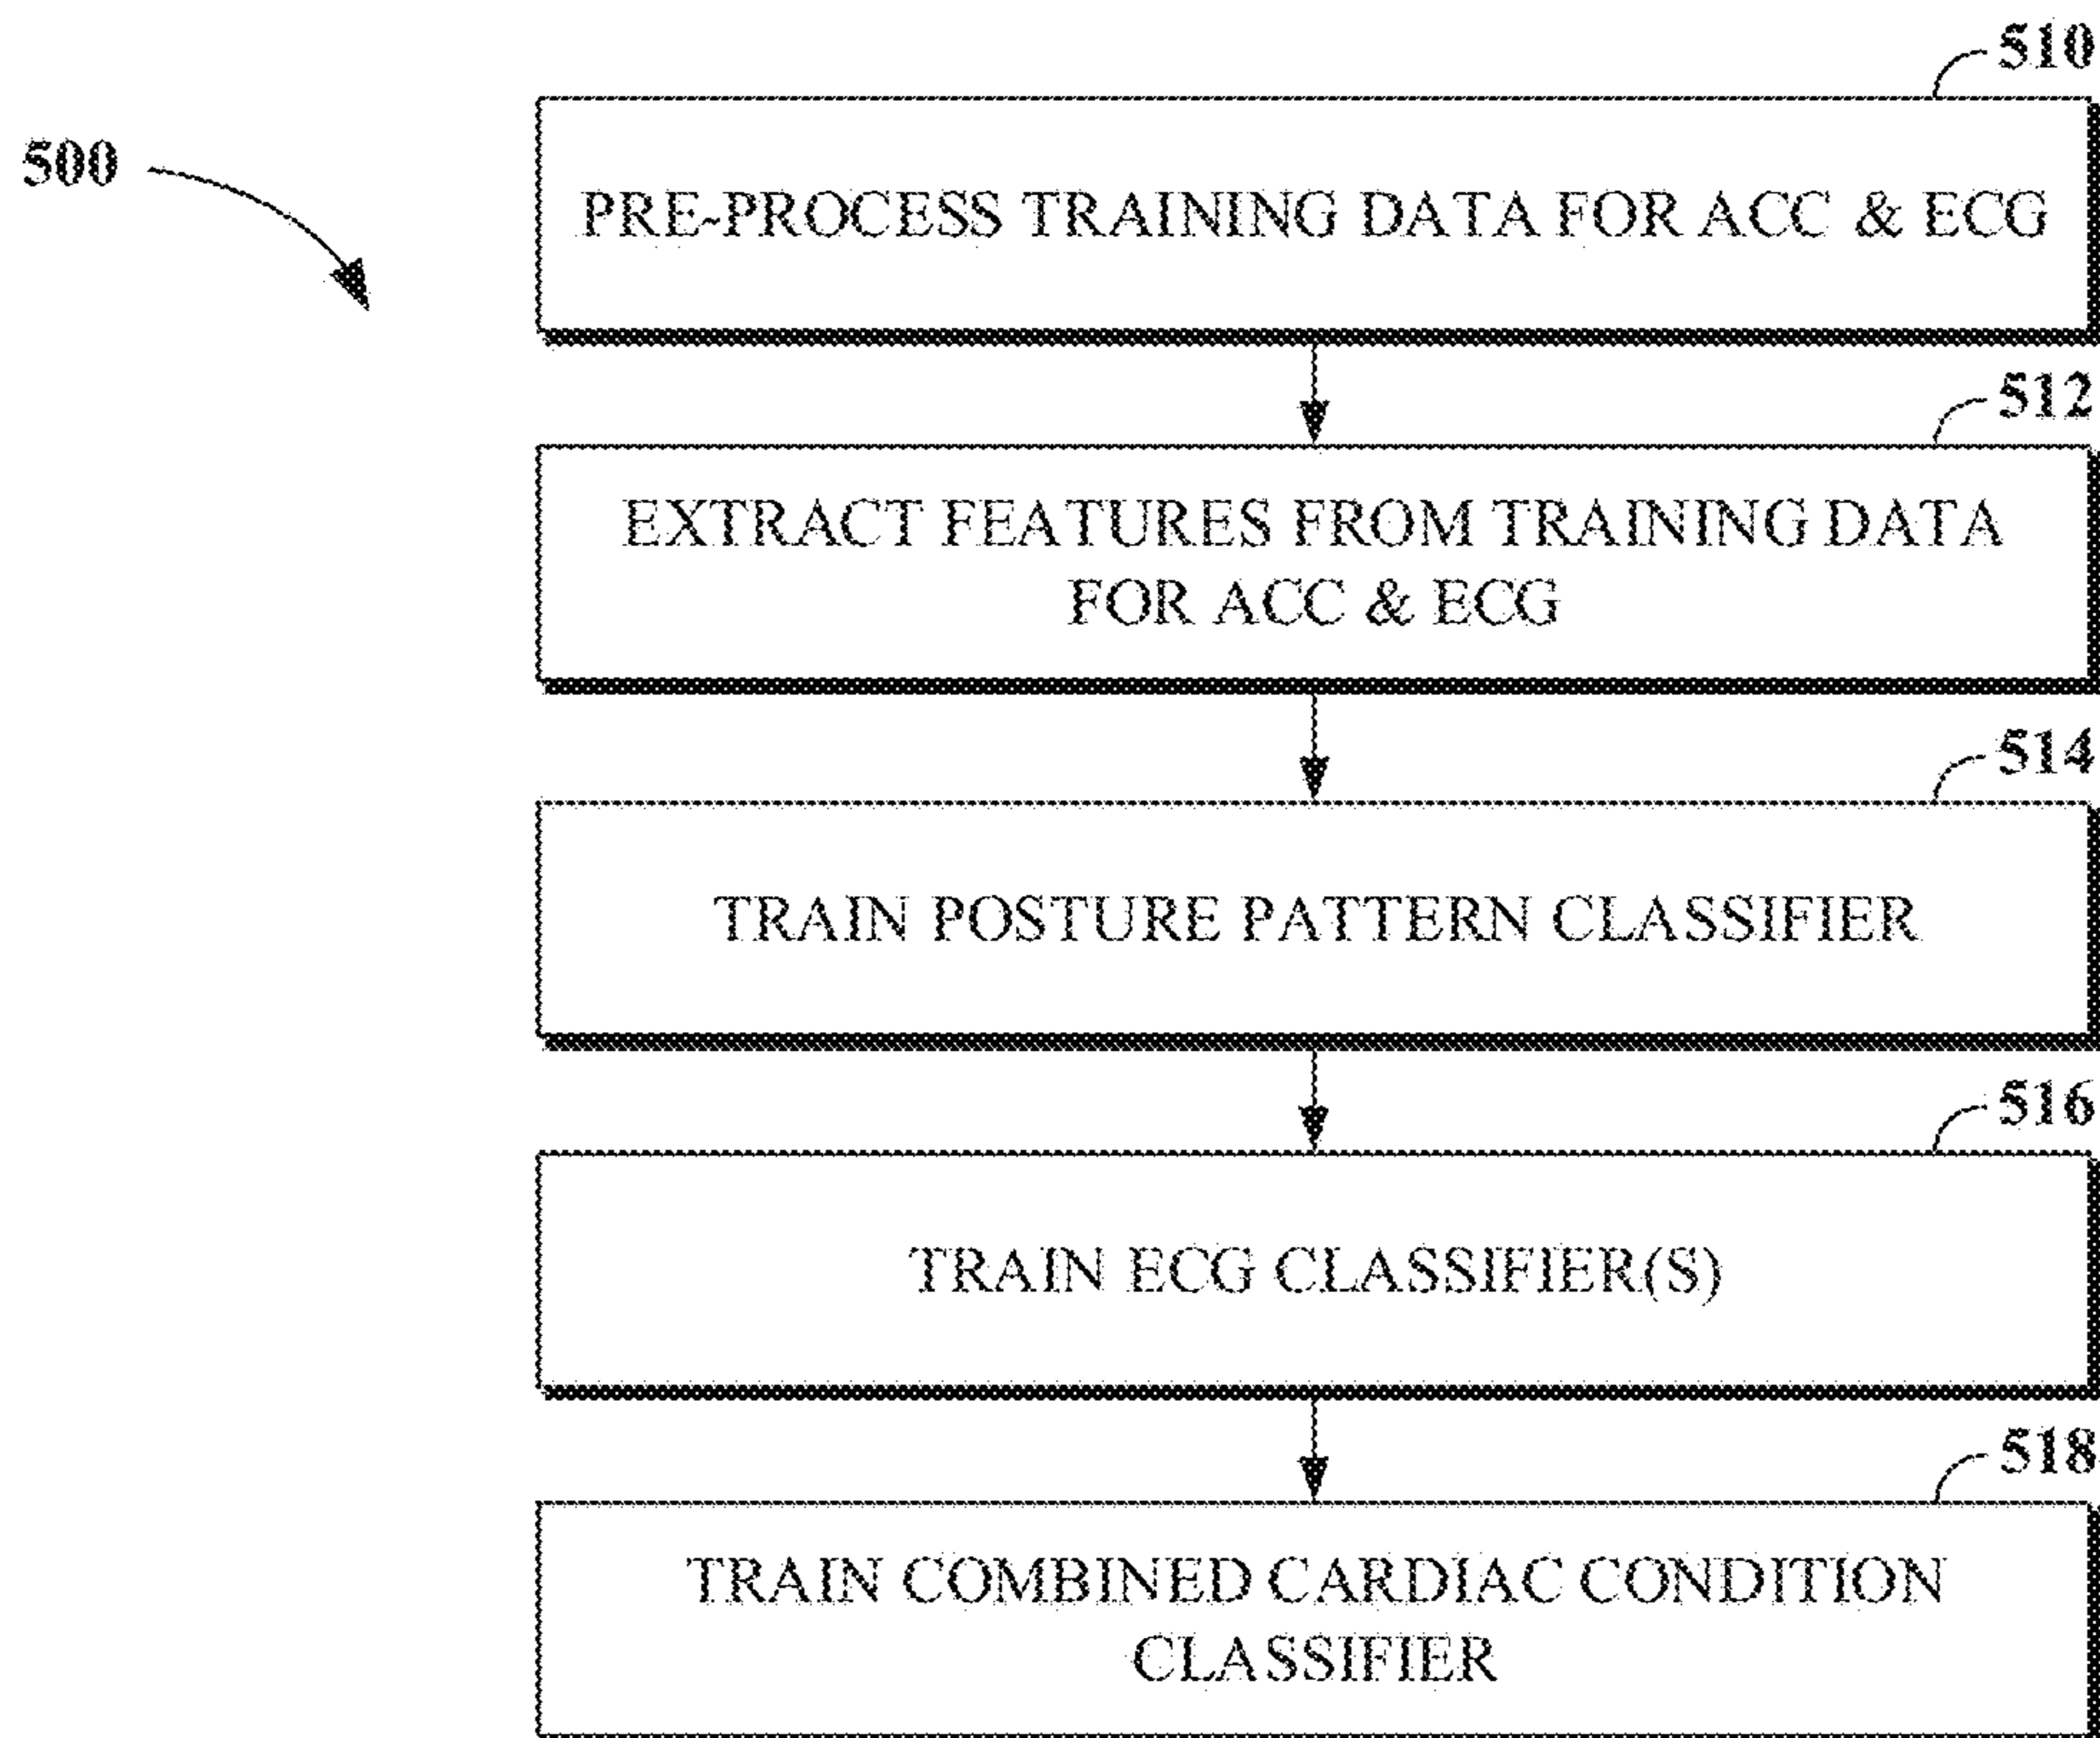 510
500
PRE-PROCESS TRAINING DATA FOR ACC & ECG
512
EXTRACT FEATURES FROM TRAINING DATA
FOR ACC & ECG
514
TRAIN POSTURE PATTERN CLASSIFIER
516
TRAIN ECG CLASSIFIER(S)
518
TRAIN COMBINED CARDIAC CONDITION
CLASSIFIER